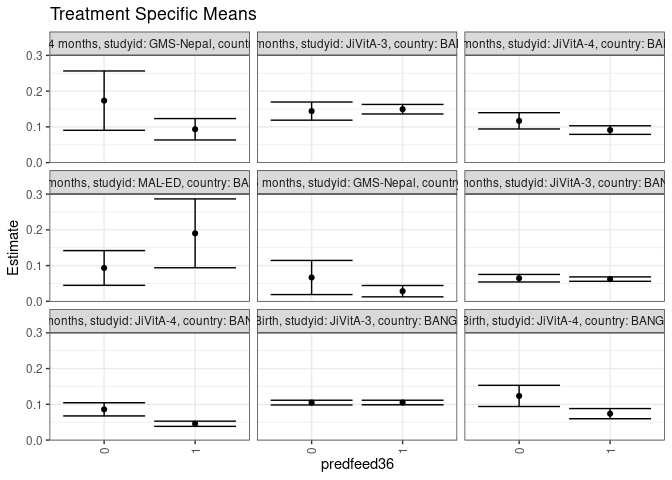 Treatment Specific Means
4 months, studyid: GMS-Nepal, count
months, studyid: JiVitA-3, country: BA
months, studyid: JiVitA-4, country: BA
0.3
0.2
0.1
0.0
months, studyid: MAL-ED, country: BA
months, studyid: GMS-Nepal, country
months, studyid: JiVitA-3, country: BAN
0.3
0.2
0.1
0.0
months, studyid: JiVitA-4, country: BAN
Birth, studyid: JiVitA-3, country: BANG
Birth, studyid: JiVitA-4, country: BANG
0.3
0.2
0.1
0.0
Estimate
0
1
0
1
0
1
predfeed36